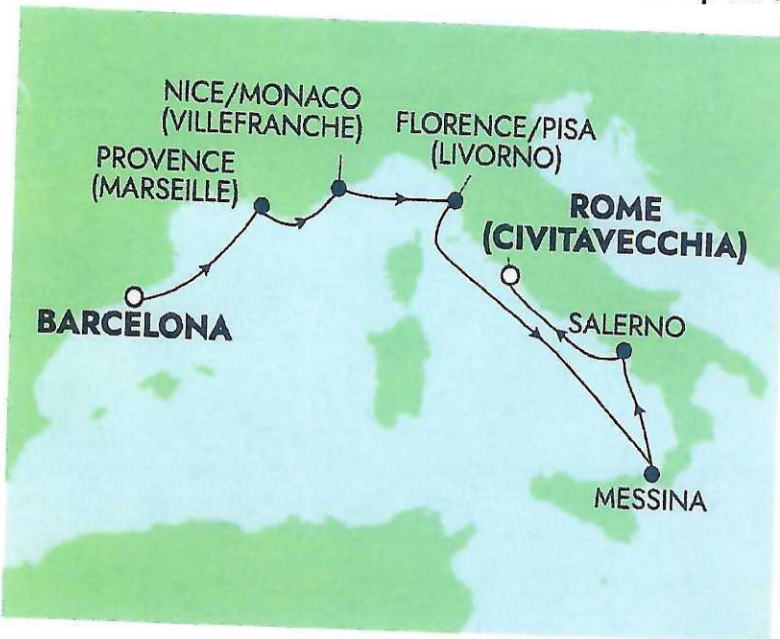 NICE/MONACO
(VILLEFRANCHE)
FLORENCE/PISA
(LIVORNO)
PROVENCE
(MARSEILLE)
ROME
(CIVITAVECCHIA)
BARCELONA
SALERNO
MESSINA